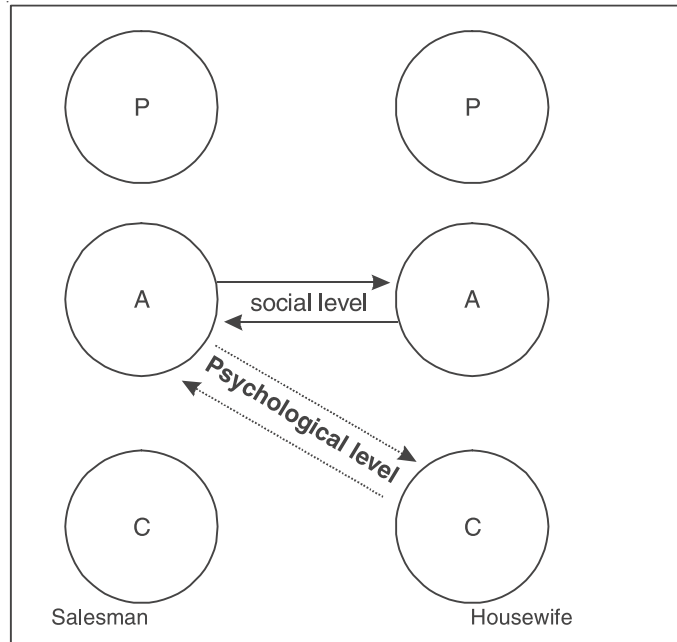 P P
A social level A
Psychological level
C C
Salesman Housewife